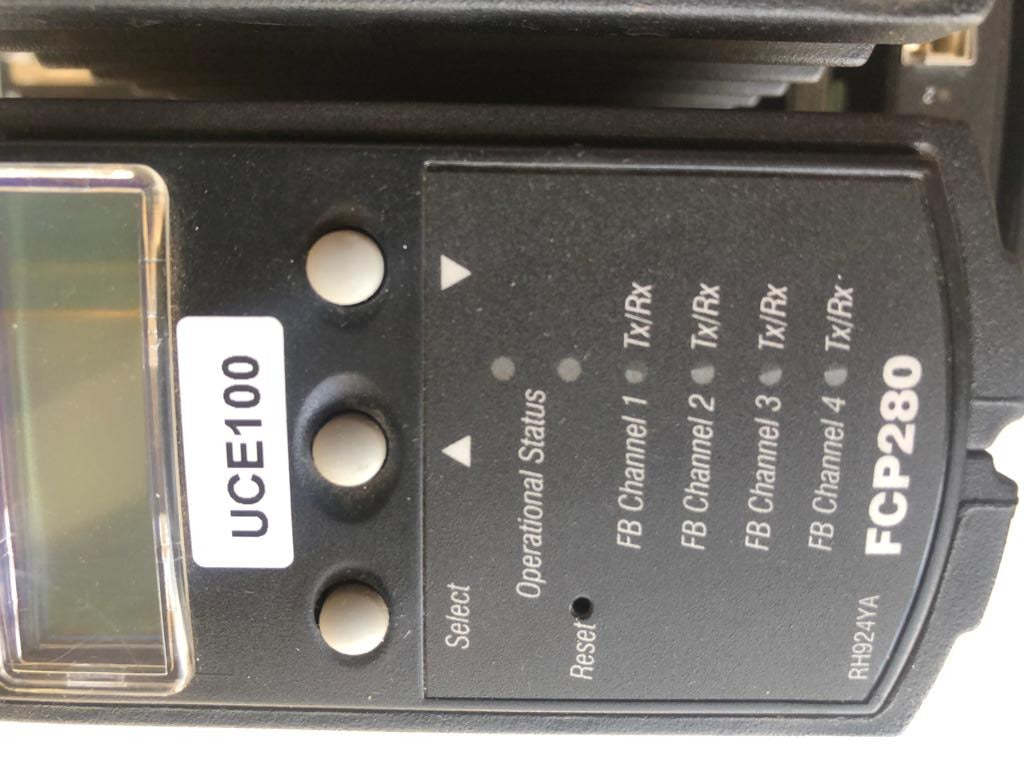 UCE100
Select
Operational Status
Reset
FB Channel 1 Tx/Rx
FB Channel 2 Tx/Rx
FB Channel 3 Tx/Rx
FB Channel 4 Tx/Rx
RH924YA FCP280